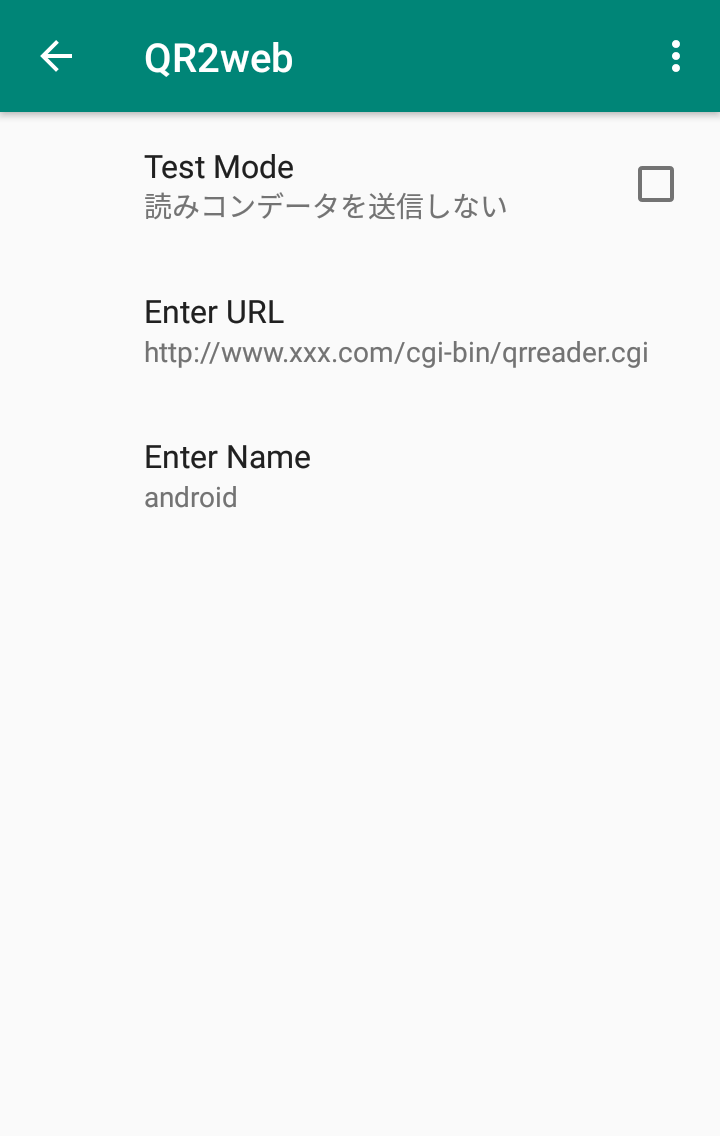 QR2web
Test Mode
読みコンデータを送信しない
Enter URL
http://www.xxx.com/cgi-bin/qrreader.cgi
Enter Name
android